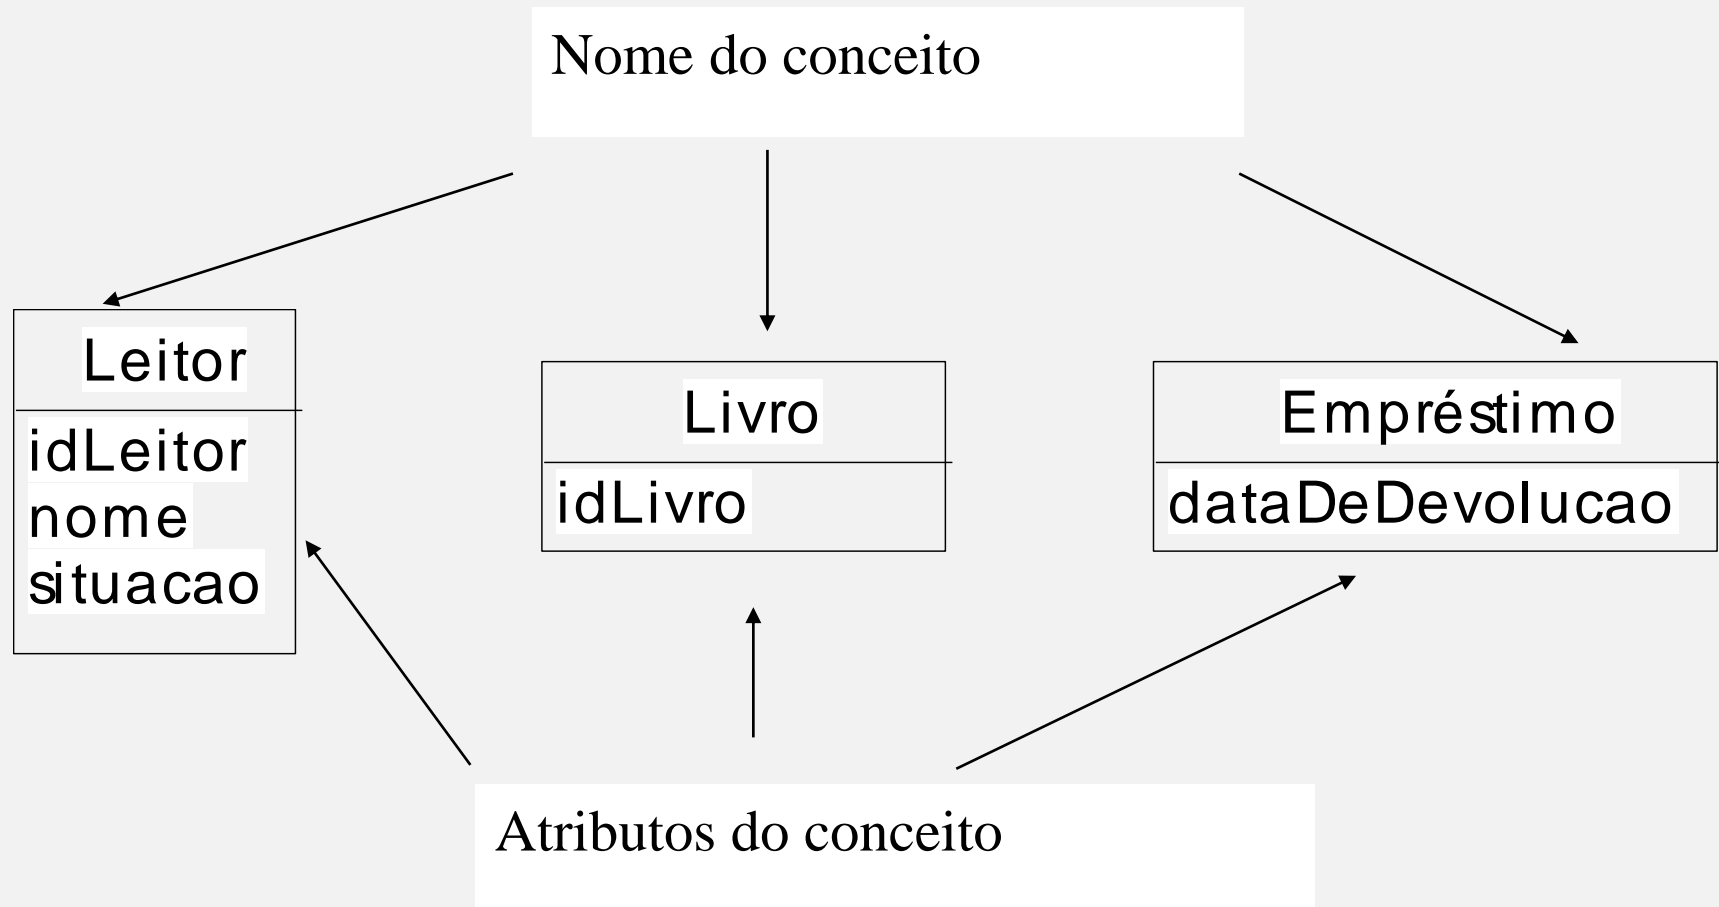 Nome do conceito
Leitor
idLeitor
nome
situacao
Livro
idLivro
Empréstimo
dataDeDevolucao
Atributos do conceito